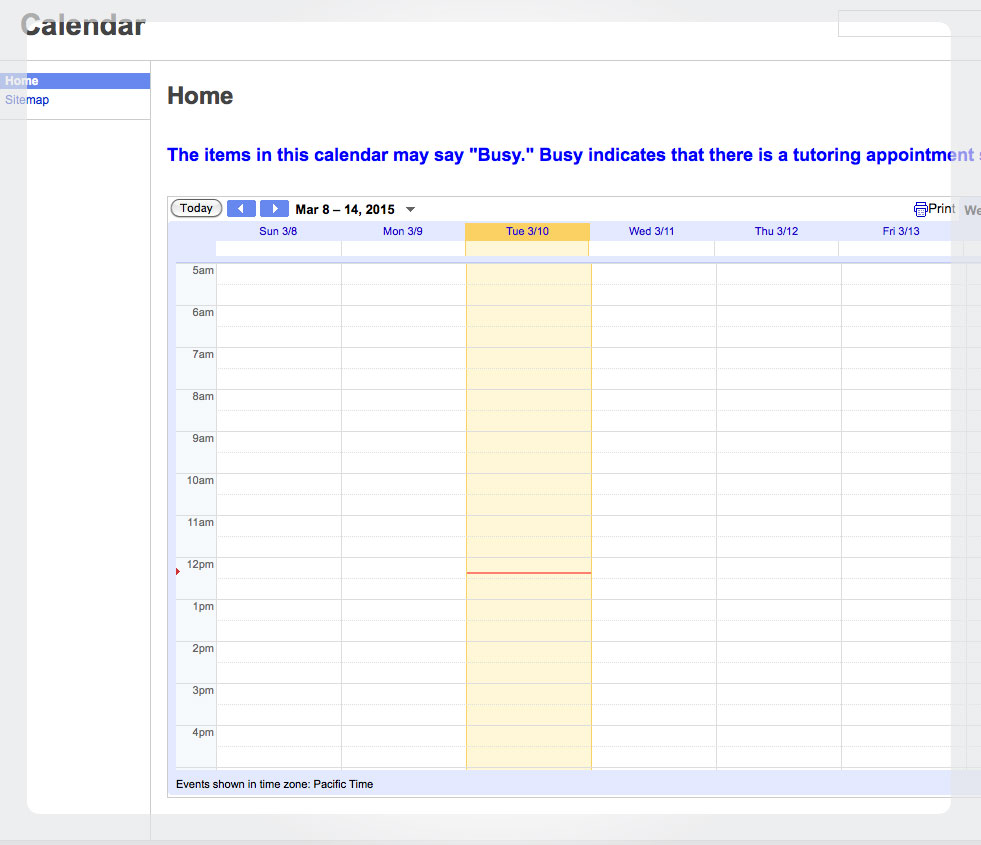 Calendar
Home
Sitemap
Home
The items in this calendar may say "Busy." Busy indicates that there is a tutoring appointment
Today Mar 8 – 14, 2015 Print We
Sun 3/8 Mon 3/9 Tue 3/10 Wed 3/11 Thu 3/12 Fri 3/13
5am
6am
7am
8am
9am
10am
11am
12pm
1pm
2pm
3pm
4pm
Events shown in time zone: Pacific Time